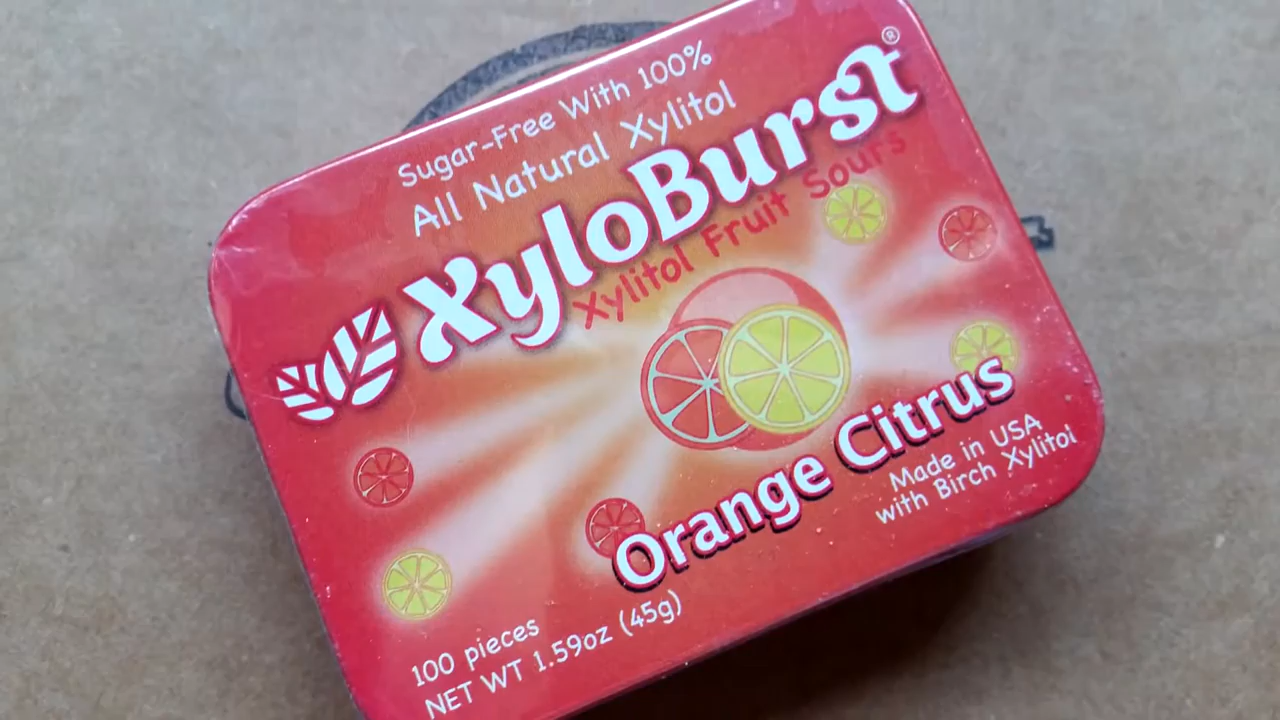 Sugar-Free With 100%
All Natural Xylitol
XyloBurst®
Xylitol Fruit Sours
Orange Citrus
Made in USA
with Birch Xylitol
100 pieces
NET WT 1.59oz (45g)